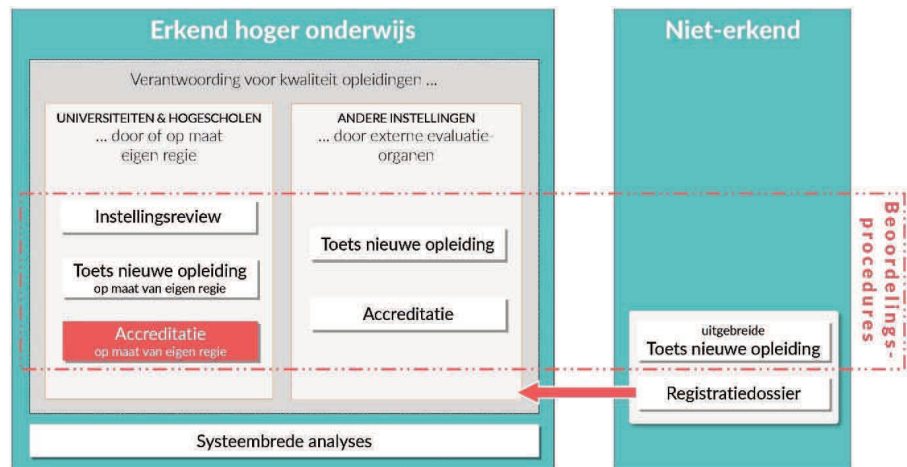 Erkend hoger onderwijs
Verantwoording voor kwaliteit opleidingen ...
UNIVERSITEITEN & HOGESCHOLEN
... door of op maat
eigen regie
Instellingsreview
Toets nieuwe opleiding
op maat van eigen regie
Accreditatie
op maat van eigen regie
ANDERE INSTELLINGEN
... door externe evaluatie-
organen
Toets nieuwe opleiding
Accreditatie
Systeembrede analyses
Niet-erkend
uitgebreide
Toets nieuwe opleiding
Registratiedossier
Beoordelings-
procedures